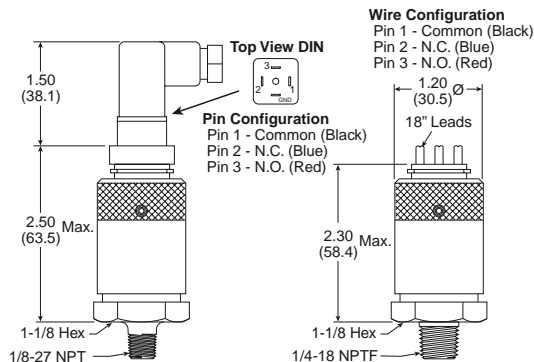 Wire Configuration
Pin 1 - Common (Black)
Pin 2 - N.C. (Blue)
Pin 3 - N.O. (Red)
1.50
(38.1)
Top View DIN
3
2
1
GND
Pin Configuration
Pin 1 - Common (Black)
Pin 2 - N.C. (Blue)
Pin 3 - N.O. (Red)
1.20
(30.5) Ø
18" Leads
2.50
(63.5) Max.
2.30
(58.4) Max.
1-1/8 Hex
1/8-27 NPT
1-1/8 Hex
1/4-18 NPTF